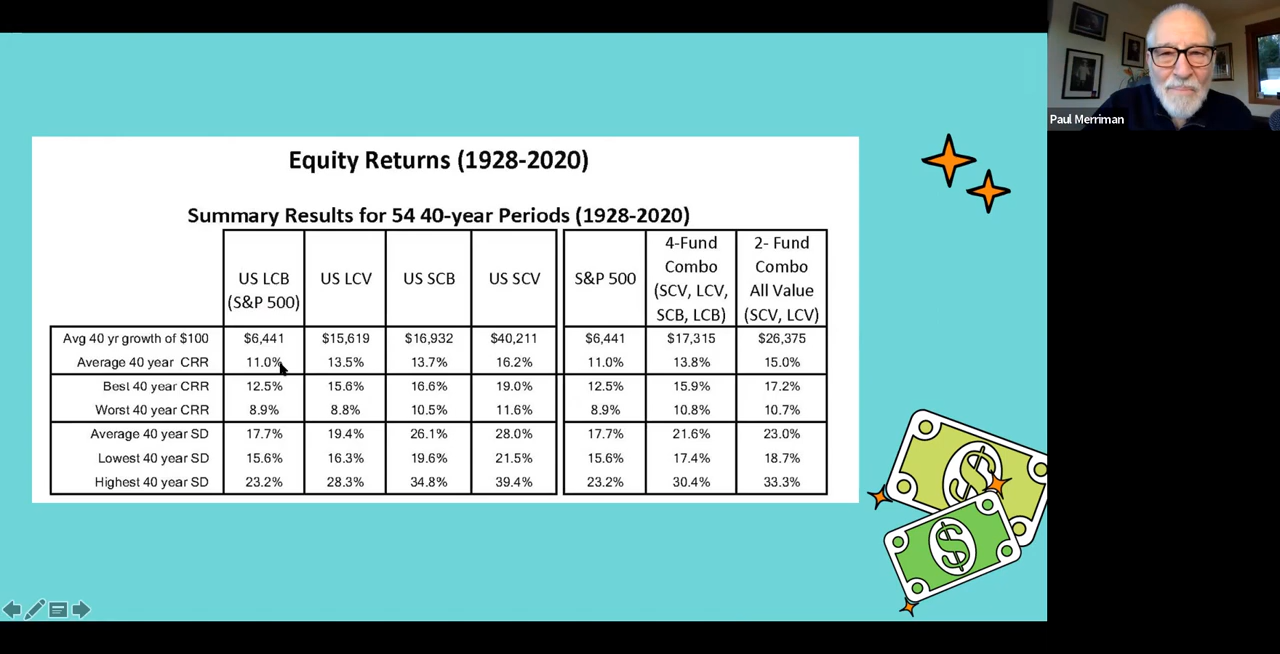 Equity Returns (1928-2020)
Summary Results for 54 40-year Periods (1928-2020)
US LCB
(S&P 500)
US LCV
US SCB
US SCV
S&P 500
4-Fund
Combo
(SCV, LCV,
SCB, LCB)
2- Fund
Combo
All Value
(SCV, LCV)
Avg 40 yr growth of $100 $6,441 $15,619 $16,932 $40,211 $6,441 $17,315 $26,375
Average 40 year CRR 11.0% 13.5% 13.7% 16.2% 11.0% 13.8% 15.0%
Best 40 year CRR 12.5% 15.6% 16.6% 19.0% 12.5% 15.9% 17.2%
Worst 40 year CRR 8.9% 8.8% 10.5% 11.6% 8.9% 10.8% 10.7%
Average 40 year SD 17.7% 19.4% 26.1% 28.0% 17.7% 21.6% 23.0%
Lowest 40 year SD 15.6% 16.3% 19.6% 21.5% 15.6% 17.4% 18.7%
Highest 40 year SD 23.2% 28.3% 34.8% 39.4% 23.2% 30.4% 33.3%
$
$
Paul Merriman